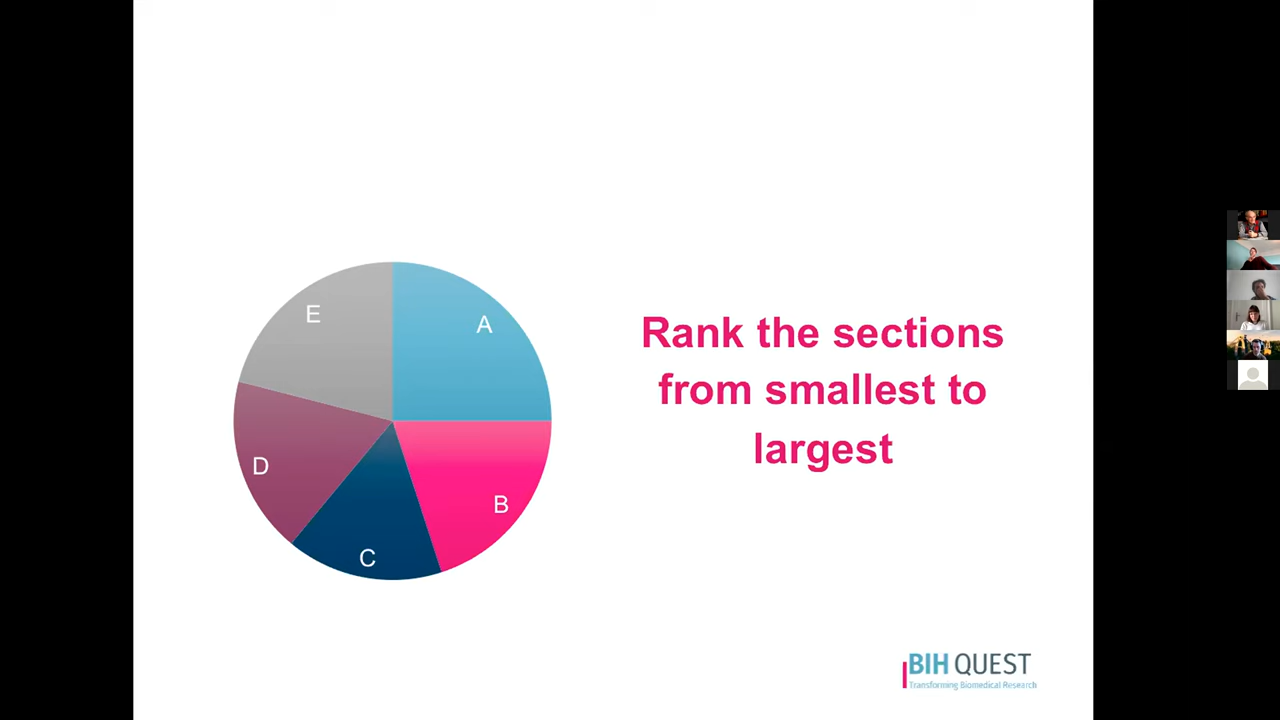 E
A
D
B
C
Rank the sections
from smallest to
largest
BIH QUEST
Transforming Biomedical Research